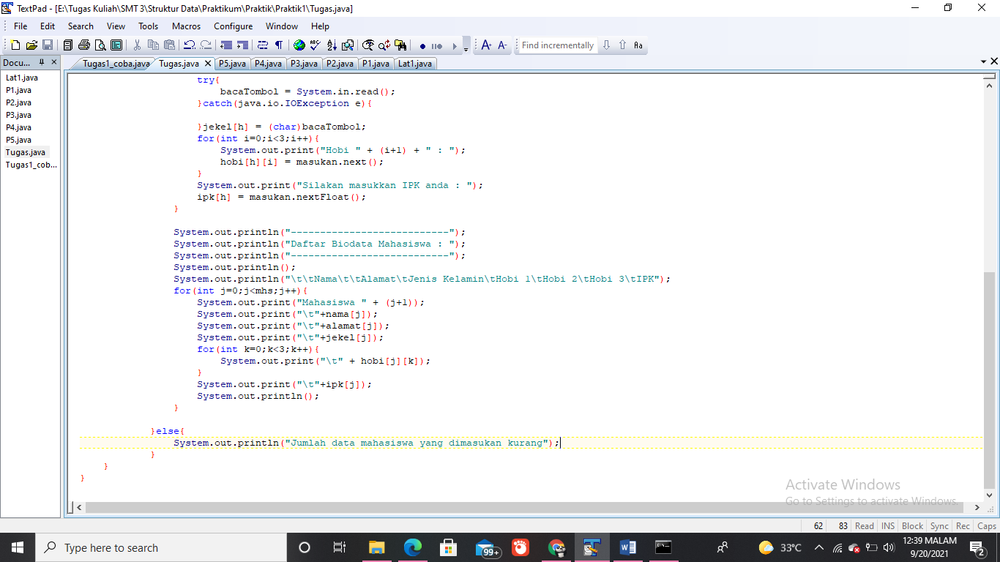 TextPad - [E:\Tugas Kuliah\SMT 3\Struktur Data\Praktikum\Praktik\Praktik1\Tugas.java]
File Edit Search View Tools Macros Configure Window Help
Find incrementally
Docu...
Tugas1_coba.java Tugas.java P5.java P4.java P3.java P2.java P1.java Lat1.java
Lat1.java
P1.java
P2.java
P3.java
P4.java
P5.java
Tugas.java
Tugas1_cob...
try{
bacaTombol = System.in.read();
}catch(java.io.IOException e){
}jekel[h] = (char)bacaTombol;
for(int i=0;i<3;i++){
System.out.print("Hobi " + (i+1) + " : ");
hobi[h][i] = masukan.next();
}
System.out.print("Silakan masukkan IPK anda : ");
ipk[h] = masukan.nextFloat();
}
System.out.println("---------------------------");
System.out.println("Daftar Biodata Mahasiswa : ");
System.out.println("---------------------------");
System.out.println();
System.out.println("\t\tNama\t\tAlamat\tJenis Kelamin\tHobi 1\tHobi 2\tHobi 3\tIPK");
for(int j=0;j<mhs;j++){
System.out.print("Mahasiswa " + (j+1));
System.out.print("\t"+nama[j]);
System.out.print("\t"+alamat[j]);
System.out.print("\t"+jekel[j]);
for(int k=0;k<3;k++){
System.out.print("\t" + hobi[j][k]);
}
System.out.print("\t"+ipk[j]);
System.out.println();
}
}else{
System.out.println("Jumlah data mahasiswa yang dimasukan kurang");
}
}
}
Activate Windows
Go to Settings to activate Windows.
62 83 Read INS Block Sync Rec Caps
Type here to search
99+
33°C
12:39 MALAM
9/20/2021
2